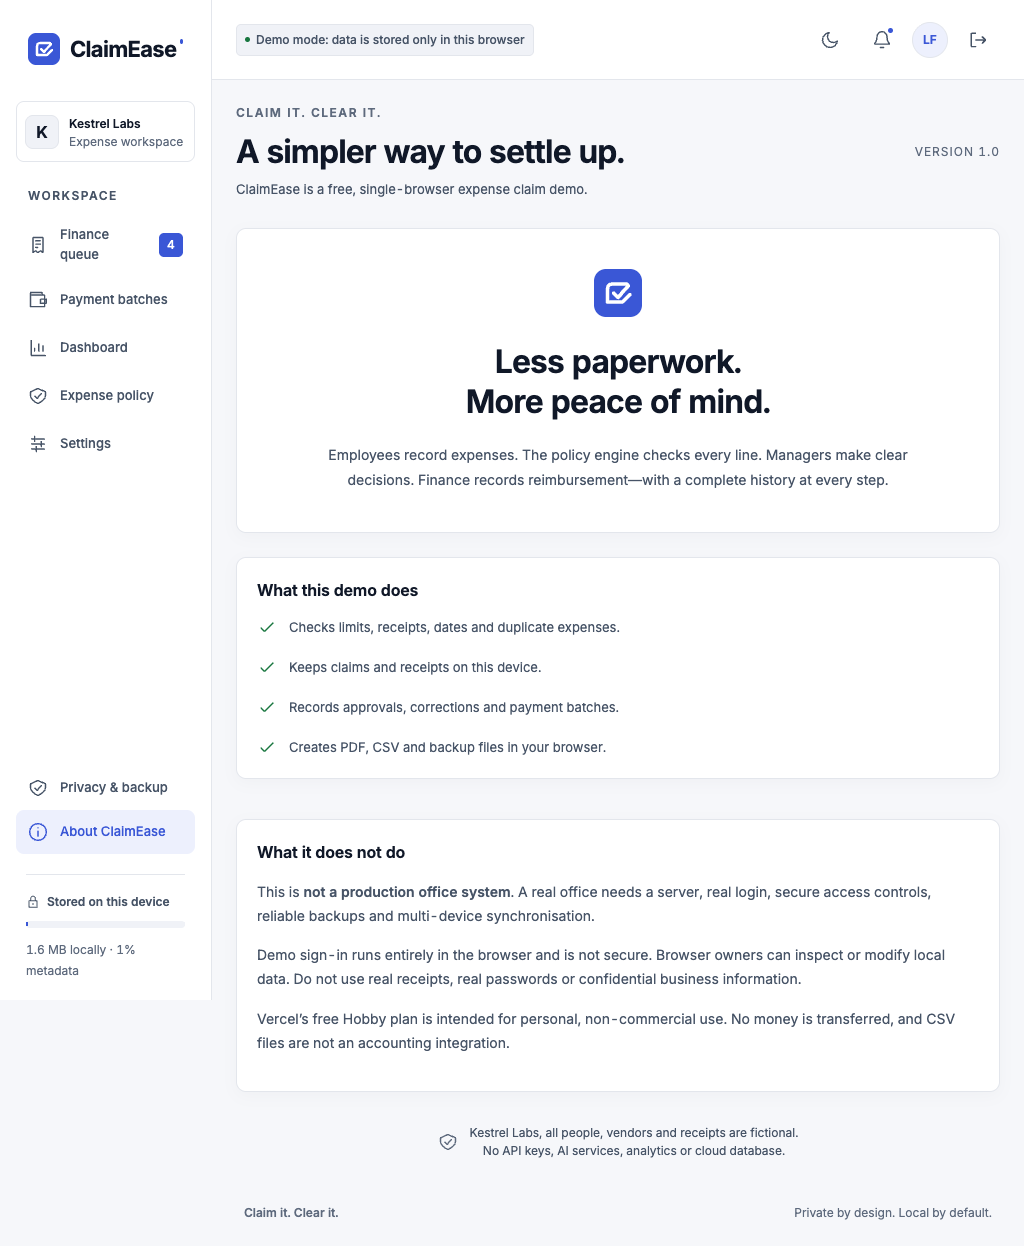 ClaimEase
Demo mode: data is stored only in this browser
LF
K
Kestrel Labs
Expense workspace
WORKSPACE
Finance
queue
4
Payment batches
Dashboard
Expense policy
Settings
Privacy & backup
About ClaimEase
Stored on this device
1.6 MB locally · 1%
metadata
CLAIM IT. CLEAR IT.
A simpler way to settle up.
VERSION 1.0
ClaimEase is a free, single-browser expense claim demo.
Less paperwork.
More peace of mind.
Employees record expenses. The policy engine checks every line. Managers make clear
decisions. Finance records reimbursement—with a complete history at every step.
What this demo does
Checks limits, receipts, dates and duplicate expenses.
Keeps claims and receipts on this device.
Records approvals, corrections and payment batches.
Creates PDF, CSV and backup files in your browser.
What it does not do
This is not a production office system. A real office needs a server, real login, secure access controls,
reliable backups and multi-device synchronisation.
Demo sign-in runs entirely in the browser and is not secure. Browser owners can inspect or modify local
data. Do not use real receipts, real passwords or confidential business information.
Vercel’s free Hobby plan is intended for personal, non-commercial use. No money is transferred, and CSV
files are not an accounting integration.
Kestrel Labs, all people, vendors and receipts are fictional.
No API keys, AI services, analytics or cloud database.
Claim it. Clear it.
Private by design. Local by default.